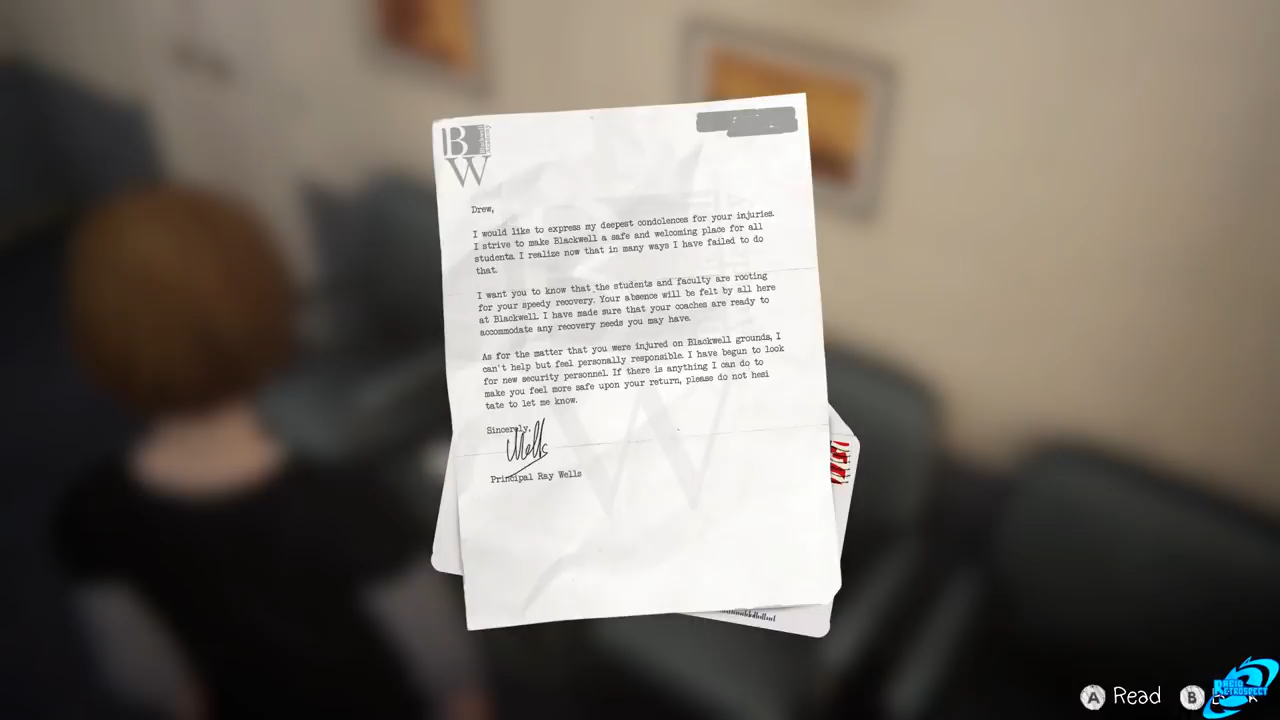 B
Blackwell
Academy
W
Drew,
I would like to express my deepest condolences for your injuries.
I strive to make Blackwell a safe and welcoming place for all
students. I realize now that in many ways I have failed to do
that.
I want you to know that the students and faculty are rooting
for your speedy recovery. Your absence will be felt by all here
at Blackwell. I have made sure that your coaches are ready to
accommodate any recovery needs you may have.
As for the matter that you were injured on Blackwell grounds, I
can't help but feel personally responsible. I have begun to look
for new security personnel. If there is anything I can do to
make you feel more safe upon your return, please do not hesi
tate to let me know.
Sincerely,
Wells
Principal Ray Wells
A Read B
RETROSPECT